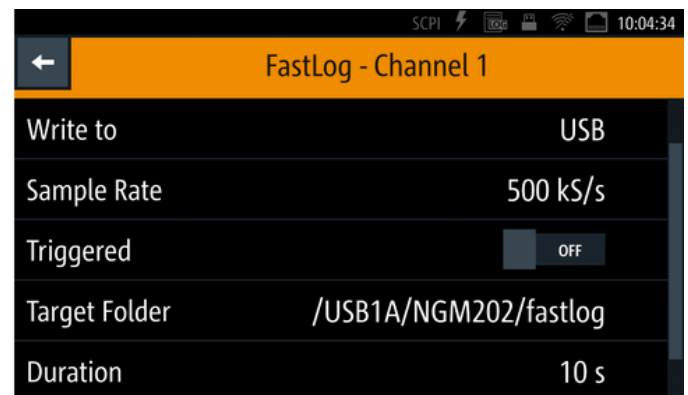 SCPI LOG 10:04:34
FastLog - Channel 1
Write to USB
Sample Rate 500 kS/s
Triggered OFF
Target Folder /USB1A/NGM202/fastlog
Duration 10 s